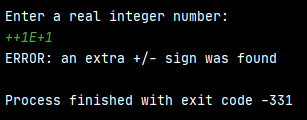 Enter a real integer number:
++1E+1
ERROR: an extra +/- sign was found
Process finished with exit code -331